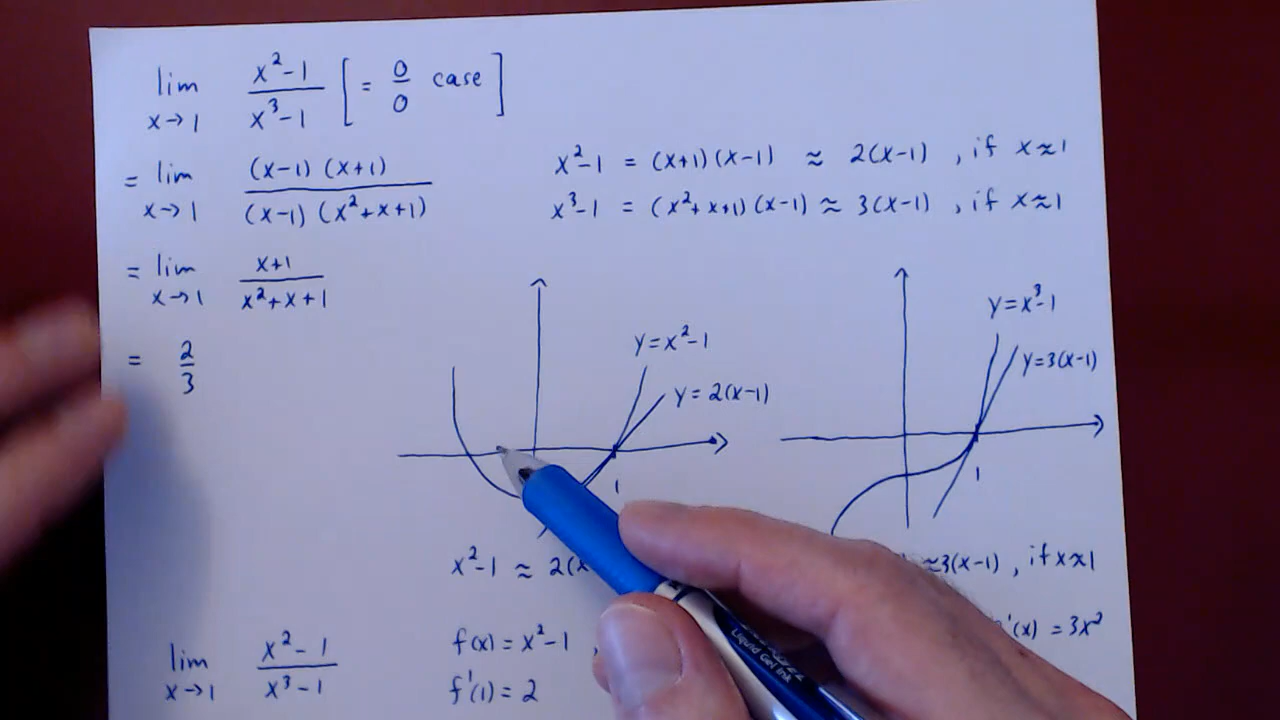 lim x→1 x²-1 / x³-1 [ = 0/0 case ]
= lim x→1 (x-1)(x+1) / (x-1)(x²+x+1)
x²-1 = (x+1)(x-1) ≈ 2(x-1) , if x≈1
x³-1 = (x²+x+1)(x-1) ≈ 3(x-1) , if x≈1
= lim x→1 x+1 / x²+x+1
= 2/3
y=x²-1
y=2(x-1)
1
y=x³-1
y=3(x-1)
1
x²-1 ≈ 2(x
≈3(x-1) , if x≈1
f(x) = x²-1 ,
'(x) = 3x²
f'(1) = 2
lim x→1 x²-1 / x³-1
Liquid Gel Ink